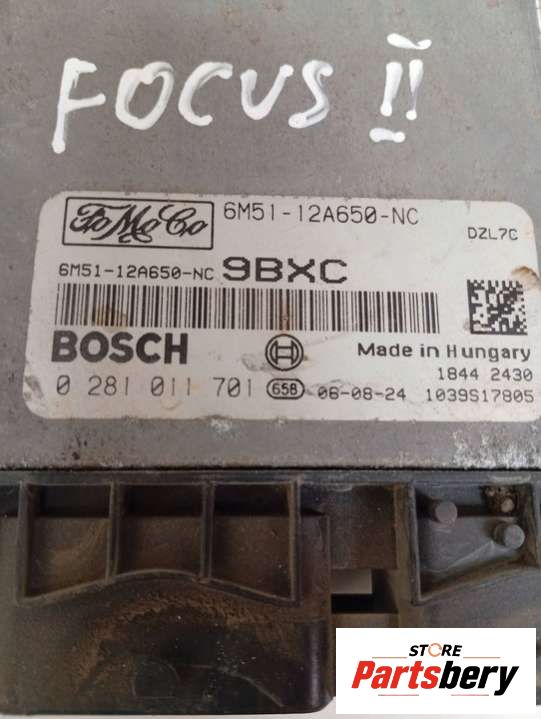 FOCUS II
FoMoCo 6M51-12A650-NC
DZL7C
6M51-12A650-NC 9BXC
BOSCH
Made in Hungary
1844 2430
0 281 011 701 65B 06-08-24 1039S17805
STORE
Partsbery